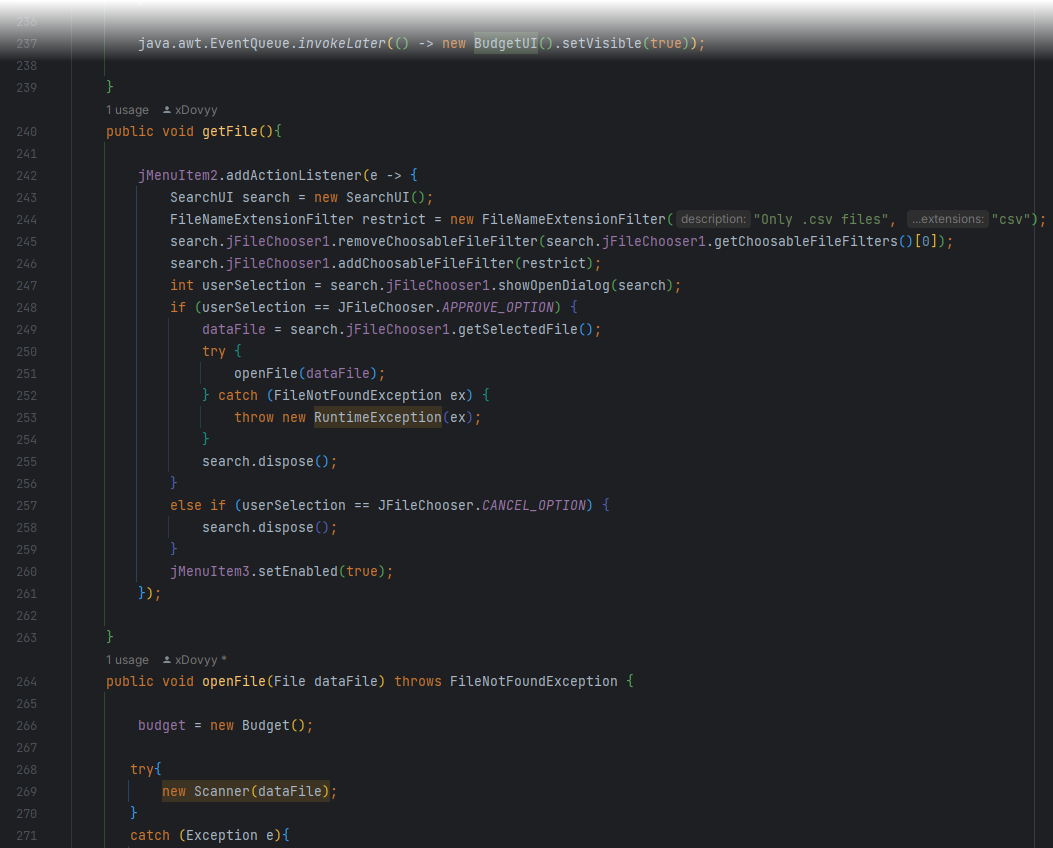 236
237 java.awt.EventQueue.invokeLater(() -> new BudgetUI().setVisible(true));
238
239 }
1 usage xDovyy
240 public void getFile(){
241
242 jMenuItem2.addActionListener(e -> {
243 SearchUI search = new SearchUI();
244 FileNameExtensionFilter restrict = new FileNameExtensionFilter( description: "Only .csv files", ...extensions: "csv");
245 search.jFileChooser1.removeChoosableFileFilter(search.jFileChooser1.getChoosableFileFilters()[0]);
246 search.jFileChooser1.addChoosableFileFilter(restrict);
247 int userSelection = search.jFileChooser1.showOpenDialog(search);
248 if (userSelection == JFileChooser.APPROVE_OPTION) {
249 dataFile = search.jFileChooser1.getSelectedFile();
250 try {
251 openFile(dataFile);
252 } catch (FileNotFoundException ex) {
253 throw new RuntimeException(ex);
254 }
255 search.dispose();
256 }
257 else if (userSelection == JFileChooser.CANCEL_OPTION) {
258 search.dispose();
259 }
260 jMenuItem3.setEnabled(true);
261 });
262
263 }
1 usage xDovyy *
264 public void openFile(File dataFile) throws FileNotFoundException {
265
266 budget = new Budget();
267
268 try{
269 new Scanner(dataFile);
270 }
271 catch (Exception e){